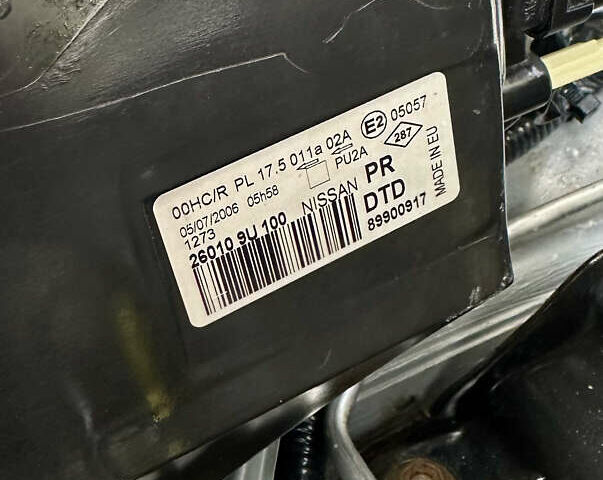 00HC/R PL 17.5 011a 02A E2 05057
05/07/2006 05h58 PU2A 287
1273
26010 9U 100 NISSAN PR
DTD
89900917
MADE IN EU